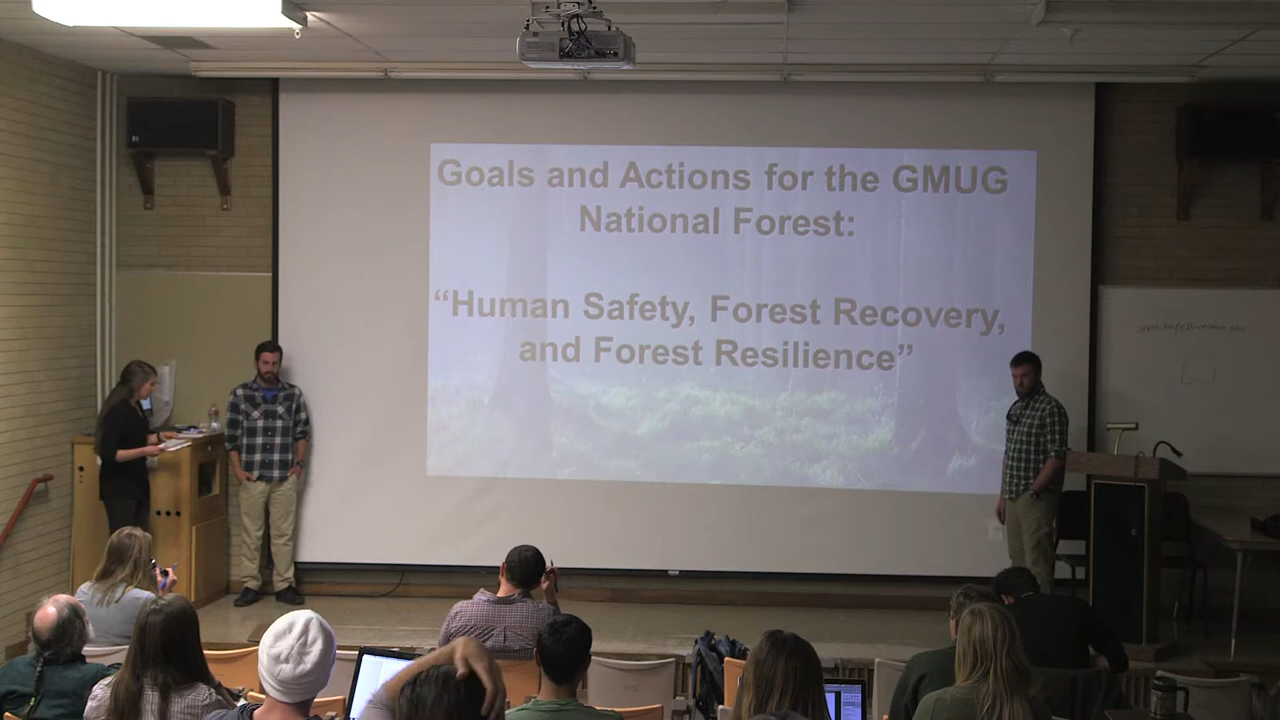 Goals and Actions for the GMUG
National Forest:
“Human Safety, Forest Recovery,
and Forest Resilience”